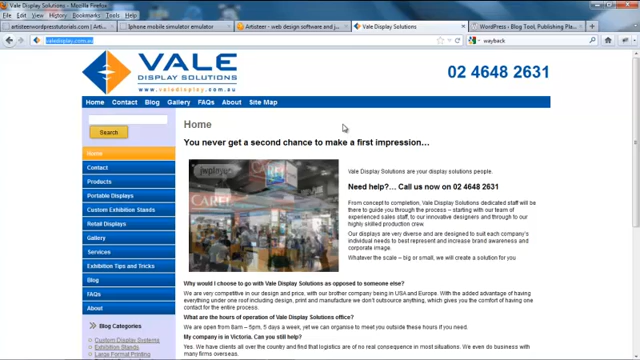 Vale Display Solutions - Mozilla Firefox
File Edit View History Bookmarks Tools Help
artisteerwordpresstutorials.com | Arti...
Iphone mobile simulator emulator
Artisteer - web design software and J...
Vale Display Solutions
WordPress › Blog Tool, Publishing Pla...
valedisplay.com.au
wayback
VALE
DISPLAY SOLUTIONS
www.valedisplay.com.au
02 4648 2631
Home Contact Blog Gallery FAQs About Site Map
Search
Home
Contact
Products
Portable Displays
Custom Exhibition Stands
Retail Displays
Gallery
Services
Exhibition Tips and Tricks
Blog
FAQs
About
Blog Categories
Custom Display Systems
Exhibition Stands
Large Format Printing
Home
You never get a second chance to make a first impression...
jwplayer
CAREL
Vale Display Solutions are your display solutions people.
Need help?... Call us now on 02 4648 2631
From concept to completion, Vale Display Solutions dedicated staff will be
there to guide you through the process – starting with our team of
experienced sales staff, to our innovative designers and through to our
highly skilled production crew.
Our displays are very diverse and are designed to suit each company's
individual needs to best represent and increase brand awareness and
corporate image.
Whatever the scale – big or small, we will create a solution for you
Why would I choose to go with Vale Display Solutions as opposed to someone else?
We are very competitive in our design and price, with our brother company being in USA and Europe. With the added advantage of having
everything under one roof including design, print and manufacture we don't outsource anything, which gives you the comfort of having one
contact for the entire process.
What are the hours of operation of Vale Display Solutions office?
We are open from 8am – 5pm, 5 days a week, yet we can organise to meet you outside these hours if you need.
My company is in Victoria. Can you still help?
Yes. We have clients all over the country and find that logistics are no problem to us or our customers. We even do business with
many firms overseas.